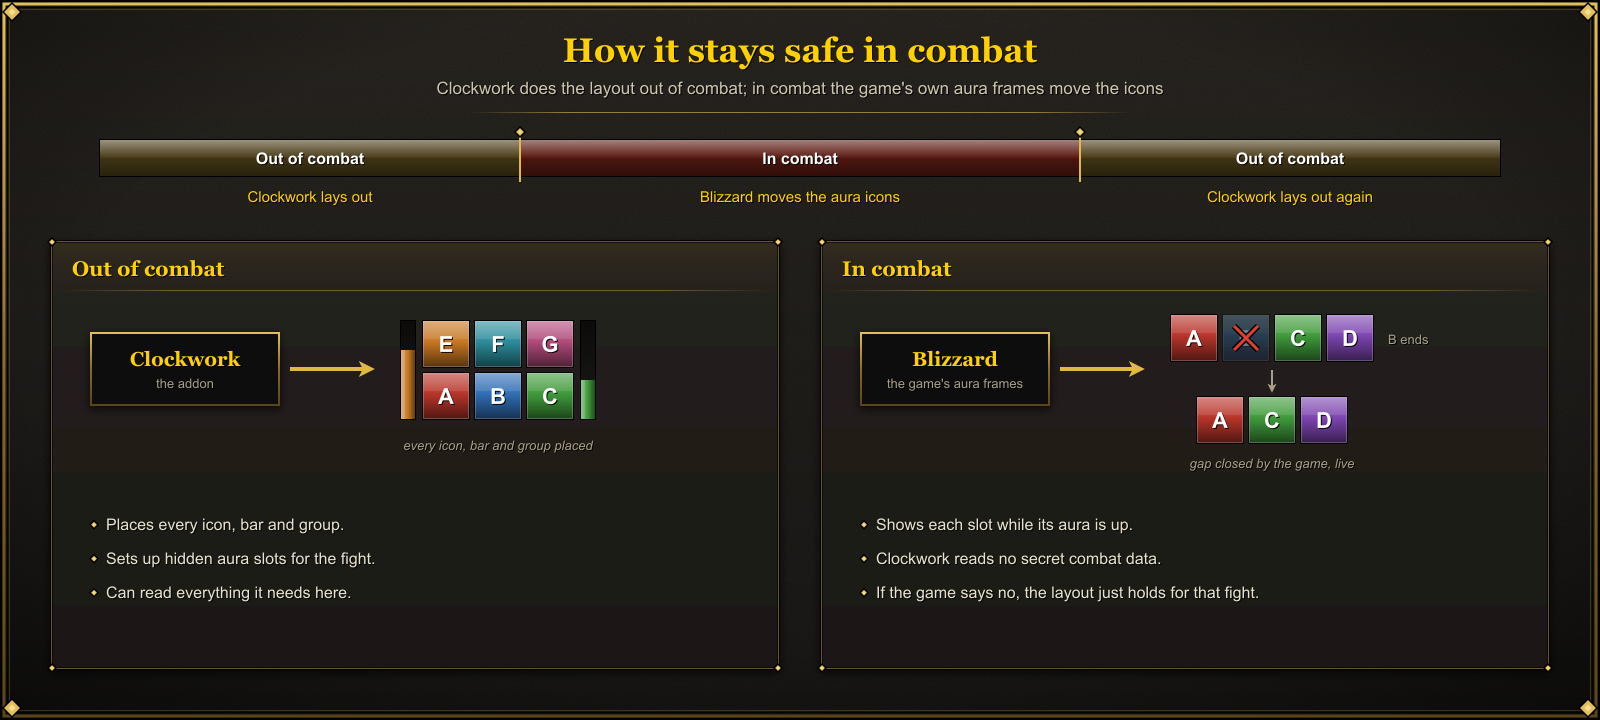 How it stays safe in combat
Clockwork does the layout out of combat; in combat the game's own aura frames move the icons
Out of combat
In combat
Out of combat
Clockwork lays out
Blizzard moves the aura icons
Clockwork lays out again
Out of combat
Clockwork
the addon
E F G
A B C
every icon, bar and group placed
Places every icon, bar and group.
Sets up hidden aura slots for the fight.
Can read everything it needs here.
In combat
Blizzard
the game's aura frames
A C D
B ends
A C D
gap closed by the game, live
Shows each slot while its aura is up.
Clockwork reads no secret combat data.
If the game says no, the layout just holds for that fight.